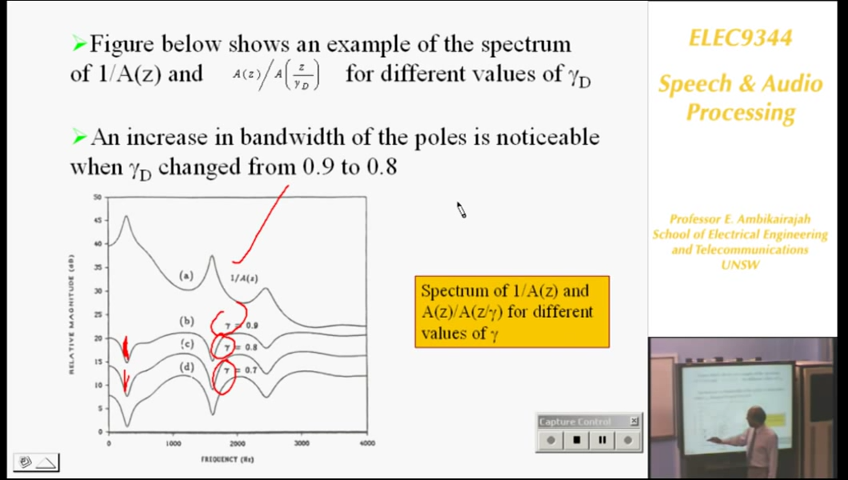 Figure below shows an example of the spectrum
of 1/A(z) and A(z)/A(z/γD) for different values of γD
An increase in bandwidth of the poles is noticeable
when γD changed from 0.9 to 0.8
50
45
40
35
30
25
20
15
10
5
0
RELATIVE MAGNITUDE (dB)
(a) 1/A(z)
(b) γ = 0.9
(c) γ = 0.8
(d) γ = 0.7
0 1000 2000 3000 4000
FREQUENCY (Hz)
Spectrum of 1/A(z) and
A(z)/A(z/γ) for different
values of γ
Capture Control
ELEC9344
Speech & Audio
Processing
Professor E. Ambikairajah
School of Electrical Engineering
and Telecommunications
UNSW